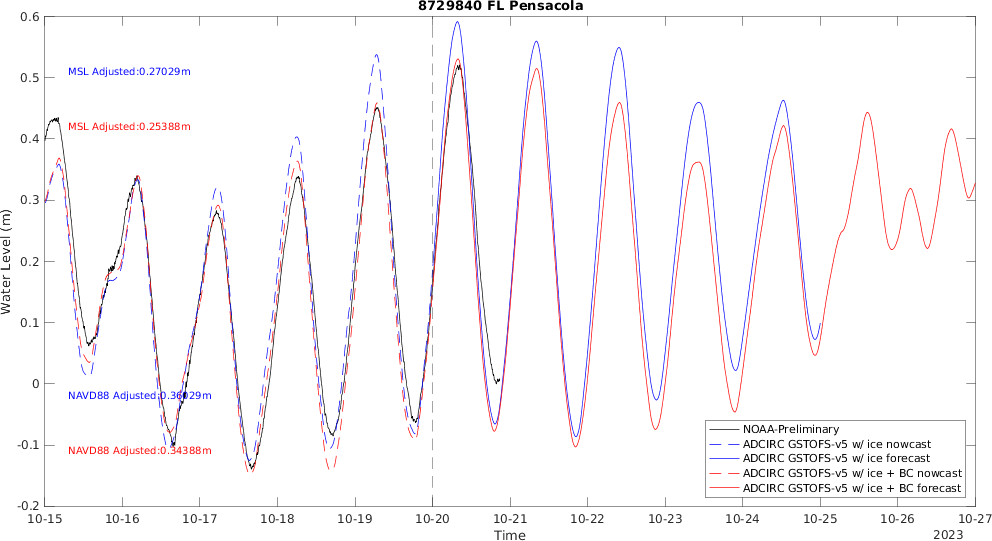 8729840 FL Pensacola
0.6
0.5
0.4
0.3
0.2
0.1
0
-0.1
-0.2
Water Level (m)
MSL Adjusted:0.27029m
MSL Adjusted:0.25388m
NAVD88 Adjusted:0.36029m
NAVD88 Adjusted:0.34388m
NOAA-Preliminary
ADCIRC GSTOFS-v5 w/ ice nowcast
ADCIRC GSTOFS-v5 w/ ice forecast
ADCIRC GSTOFS-v5 w/ ice + BC nowcast
ADCIRC GSTOFS-v5 w/ ice + BC forecast
10-15 10-16 10-17 10-18 10-19 10-20 10-21 10-22 10-23 10-24 10-25 10-26 10-27
Time
2023